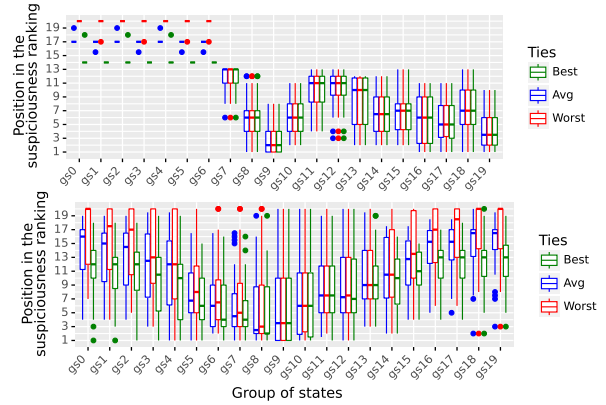 Position in the
suspiciousness ranking
19
17
15
13
11
9
7
5
3
1
gs0 gs1 gs2 gs3 gs4 gs5 gs6 gs7 gs8 gs9 gs10 gs11 gs12 gs13 gs14 gs15 gs16 gs17 gs18 gs19
Ties
Best
Avg
Worst
Position in the
suspiciousness ranking
19
17
15
13
11
9
7
5
3
1
gs0 gs1 gs2 gs3 gs4 gs5 gs6 gs7 gs8 gs9 gs10 gs11 gs12 gs13 gs14 gs15 gs16 gs17 gs18 gs19
Group of states
Ties
Best
Avg
Worst